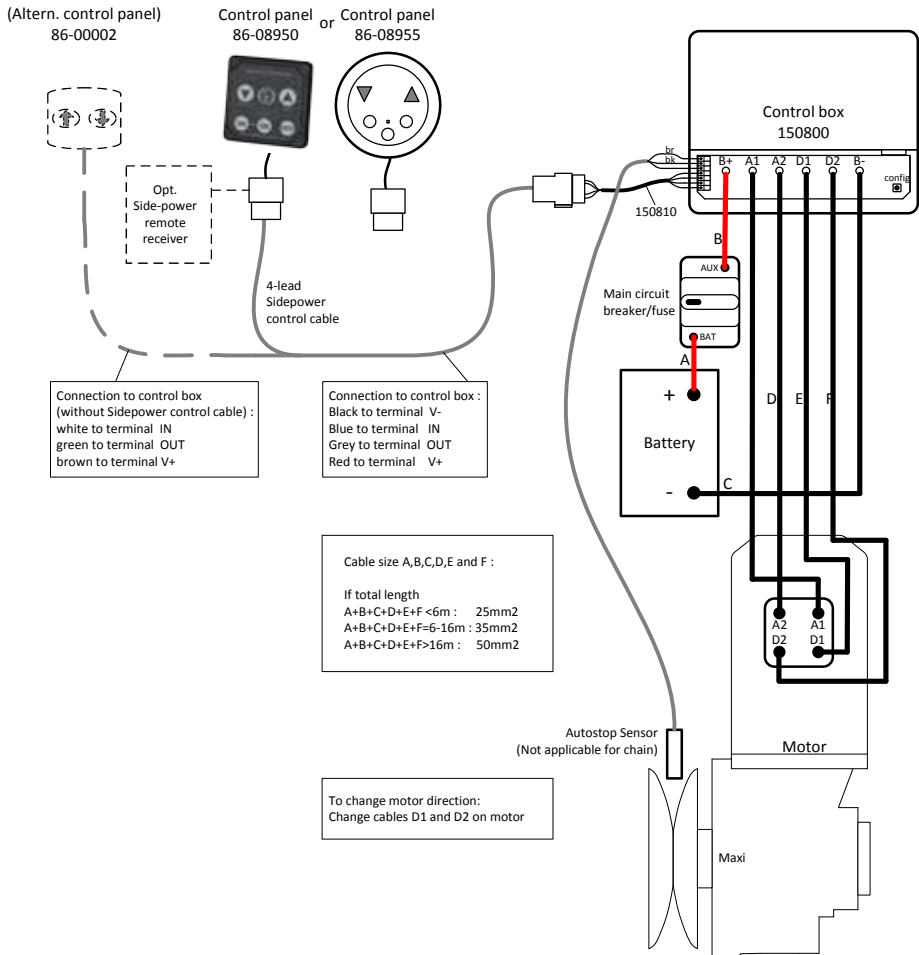 (Altern. control panel)
86-00002
Control panel
86-08950
or
Control panel
86-08955
Control box
150800
br
bk
B+ A1 A2 D1 D2 B-
config
150810
Opt.
Side-power
remote
receiver
4-lead
Sidepower
control cable
B
AUX
Main circuit
breaker/fuse
BAT
A
+
Battery
-
C
D E F
Connection to control box
(without Sidepower control cable) :
white to terminal IN
green to terminal OUT
brown to terminal V+
Connection to control box :
Black to terminal V-
Blue to terminal IN
Grey to terminal OUT
Red to terminal V+
Cable size A,B,C,D,E and F :
If total length
A+B+C+D+E+F <6m : 25mm2
A+B+C+D+E+F=6-16m : 35mm2
A+B+C+D+E+F>16m : 50mm2
A2 A1
D2 D1
Autostop Sensor
(Not applicable for chain)
Motor
To change motor direction:
Change cables D1 and D2 on motor
Maxi